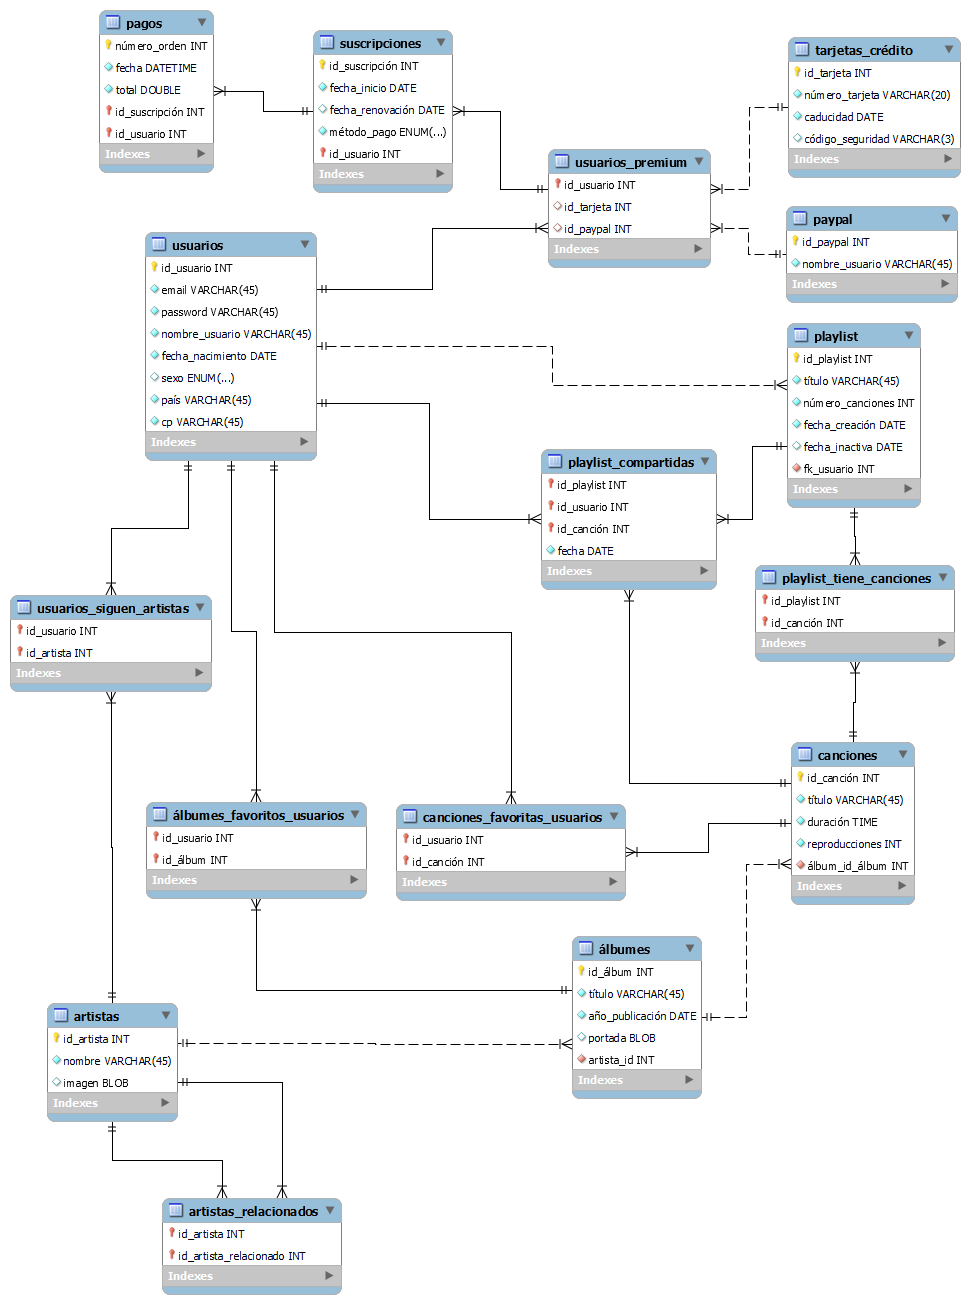 pagos
número_orden INT
fecha DATETIME
total DOUBLE
id_suscripción INT
id_usuario INT
Indexes
suscripciones
id_suscripción INT
fecha_inicio DATE
fecha_renovación DATE
método_pago ENUM(...)
id_usuario INT
Indexes
tarjetas_crédito
id_tarjeta INT
número_tarjeta VARCHAR(20)
caducidad DATE
código_seguridad VARCHAR(3)
Indexes
usuarios_premium
id_usuario INT
id_tarjeta INT
id_paypal INT
Indexes
paypal
id_paypal INT
nombre_usuario VARCHAR(45)
Indexes
usuarios
id_usuario INT
email VARCHAR(45)
password VARCHAR(45)
nombre_usuario VARCHAR(45)
fecha_nacimiento DATE
sexo ENUM(...)
país VARCHAR(45)
cp VARCHAR(45)
Indexes
playlist
id_playlist INT
título VARCHAR(45)
número_canciones INT
fecha_creación DATE
fecha_inactiva DATE
fk_usuario INT
Indexes
playlist_compartidas
id_playlist INT
id_usuario INT
id_canción INT
fecha DATE
Indexes
playlist_tiene_canciones
id_playlist INT
id_canción INT
Indexes
usuarios_siguen_artistas
id_usuario INT
id_artista INT
Indexes
canciones
id_canción INT
título VARCHAR(45)
duración TIME
reproducciones INT
álbum_id_álbum INT
Indexes
álbumes_favoritos_usuarios
id_usuario INT
id_álbum INT
Indexes
canciones_favoritas_usuarios
id_usuario INT
id_canción INT
Indexes
álbumes
id_álbum INT
título VARCHAR(45)
año_publicación DATE
portada BLOB
artista_id INT
Indexes
artistas
id_artista INT
nombre VARCHAR(45)
imagen BLOB
Indexes
artistas_relacionados
id_artista INT
id_artista_relacionado INT
Indexes